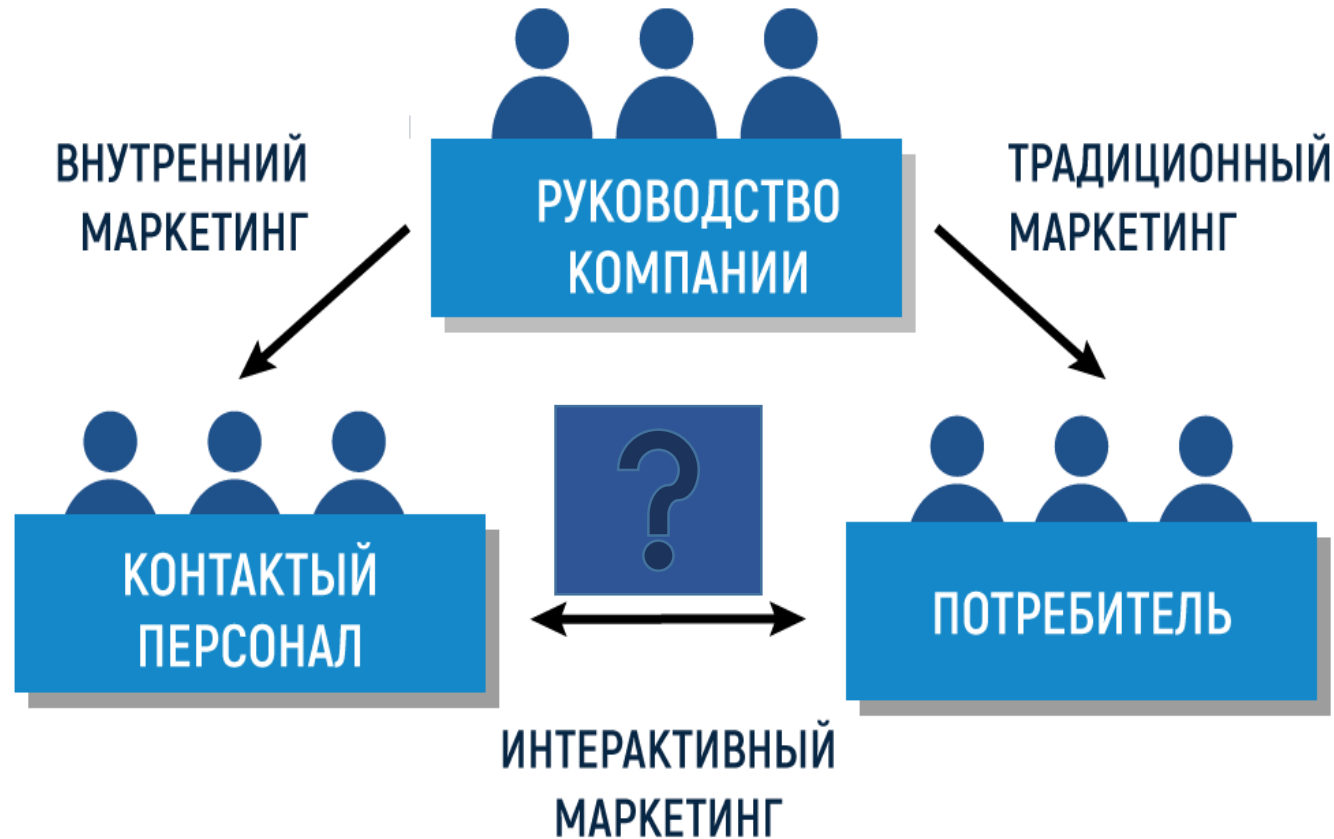 ВНУТРЕННИЙ
МАРКЕТИНГ
РУКОВОДСТВО
КОМПАНИИ
ТРАДИЦИОННЫЙ
МАРКЕТИНГ
КОНТАКТЫЙ
ПЕРСОНАЛ
?
ПОТРЕБИТЕЛЬ
ИНТЕРАКТИВНЫЙ
МАРКЕТИНГ